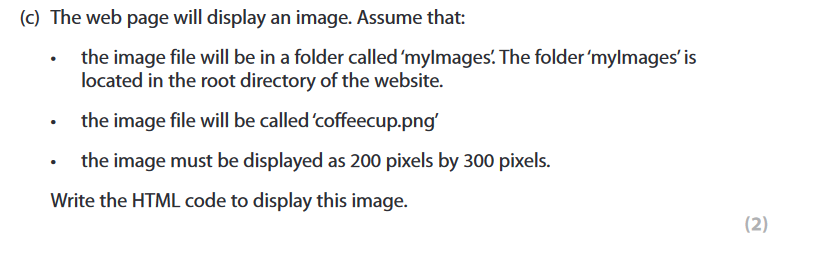 (c) The web page will display an image. Assume that:
• the image file will be in a folder called ‘myImages’. The folder ‘myImages’ is
located in the root directory of the website.
• the image file will be called ‘coffeecup.png’
• the image must be displayed as 200 pixels by 300 pixels.
Write the HTML code to display this image.
(2)